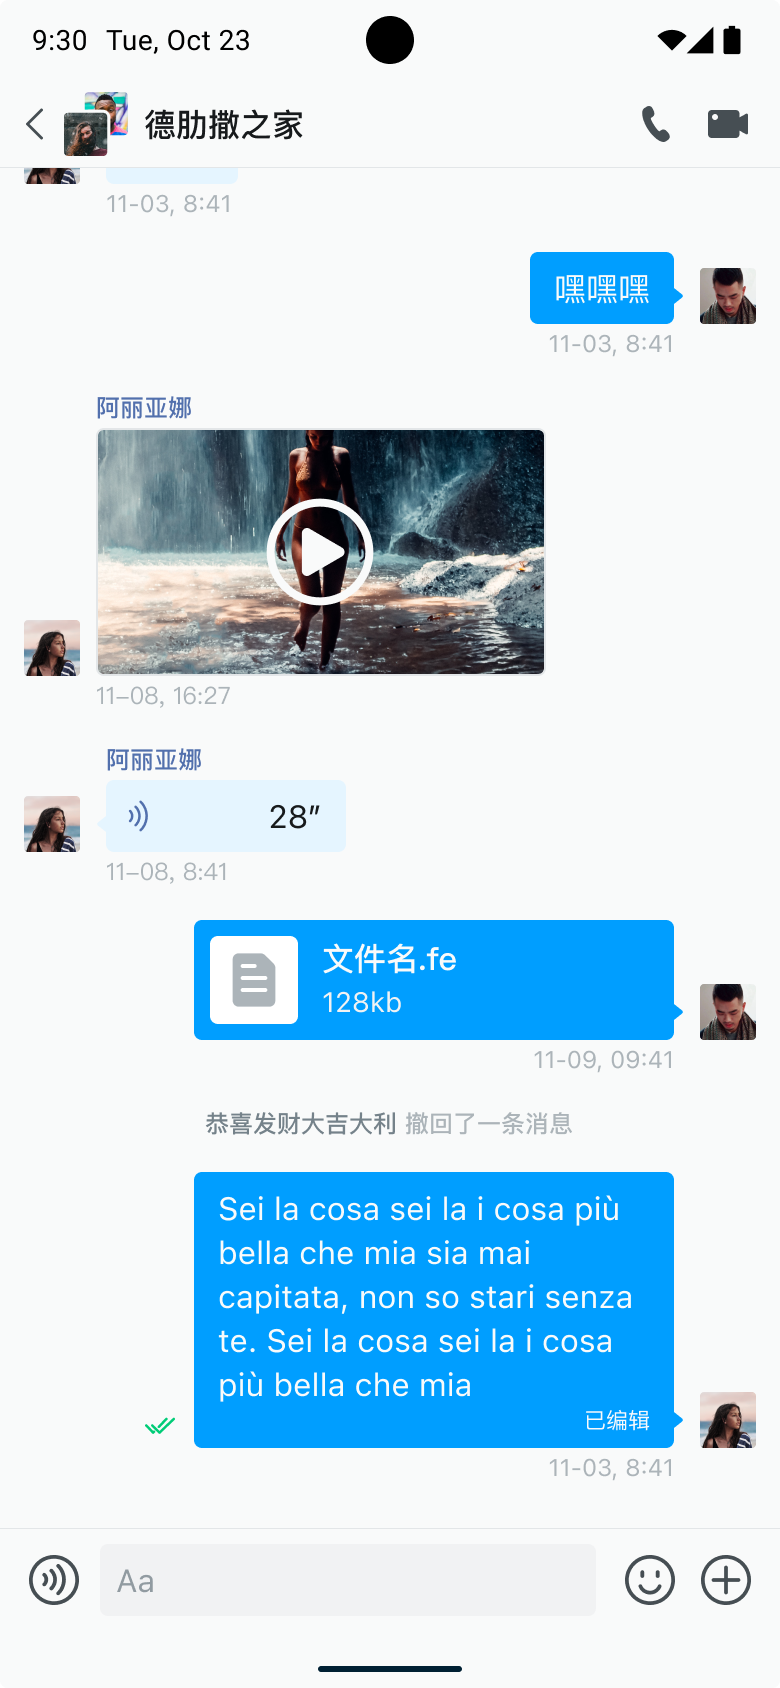 9:30 Tue, Oct 23
德肋撒之家
11-03, 8:41
嘿嘿嘿
11-03, 8:41
阿丽亚娜
11–08, 16:27
阿丽亚娜
28″
11–08, 8:41
文件名.fe
128kb
11-09, 09:41
恭喜发财大吉大利 撤回了一条消息
Sei la cosa sei la i cosa più
bella che mia sia mai
capitata, non so stari senza
te. Sei la cosa sei la i cosa
più bella che mia
已编辑
11-03, 8:41
Aa